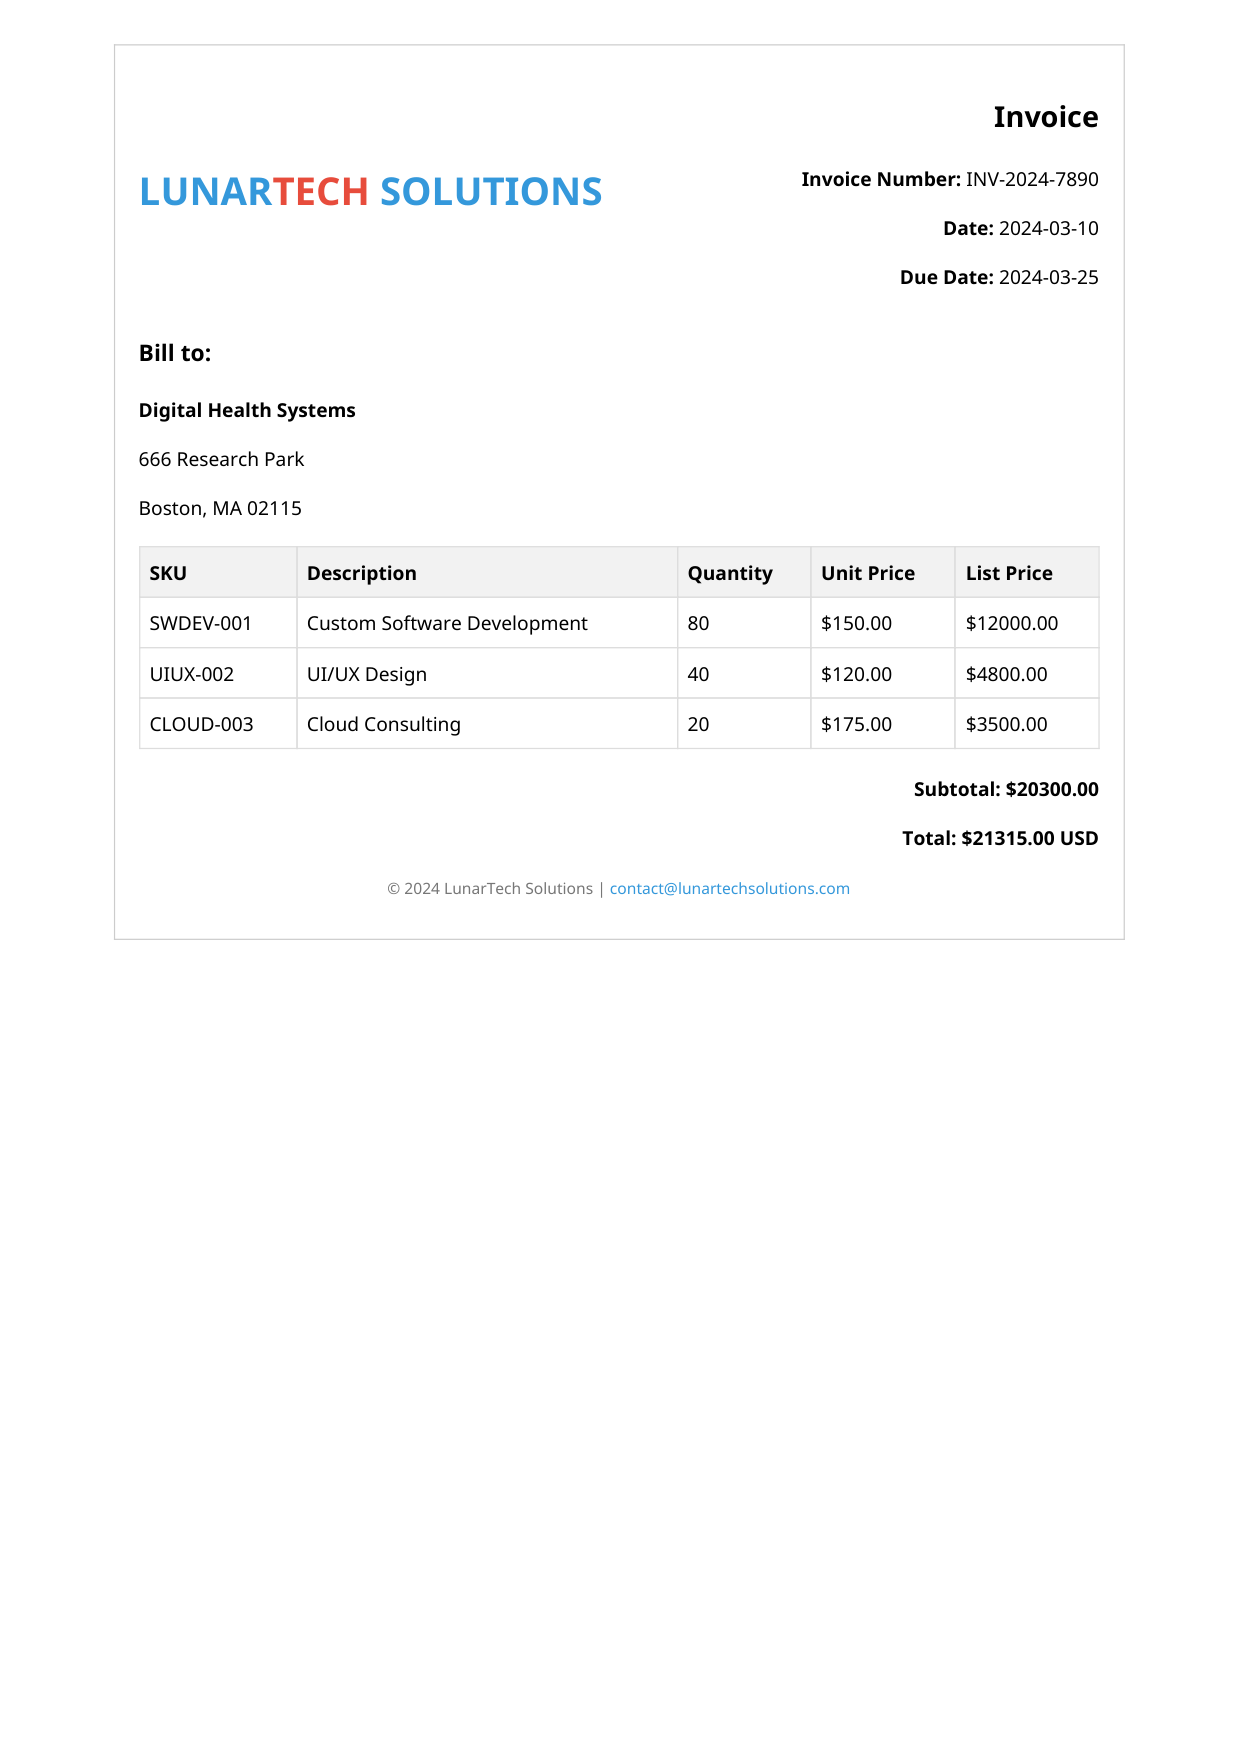 Invoice
LUNARTECH SOLUTIONS
Invoice Number: INV-2024-7890
Date: 2024-03-10
Due Date: 2024-03-25
Bill to:
Digital Health Systems
666 Research Park
Boston, MA 02115
SKU Description Quantity Unit Price List Price
SWDEV-001 Custom Software Development 80 $150.00 $12000.00
UIUX-002 UI/UX Design 40 $120.00 $4800.00
CLOUD-003 Cloud Consulting 20 $175.00 $3500.00
Subtotal: $20300.00
Total: $21315.00 USD
© 2024 LunarTech Solutions | contact@lunartechsolutions.com